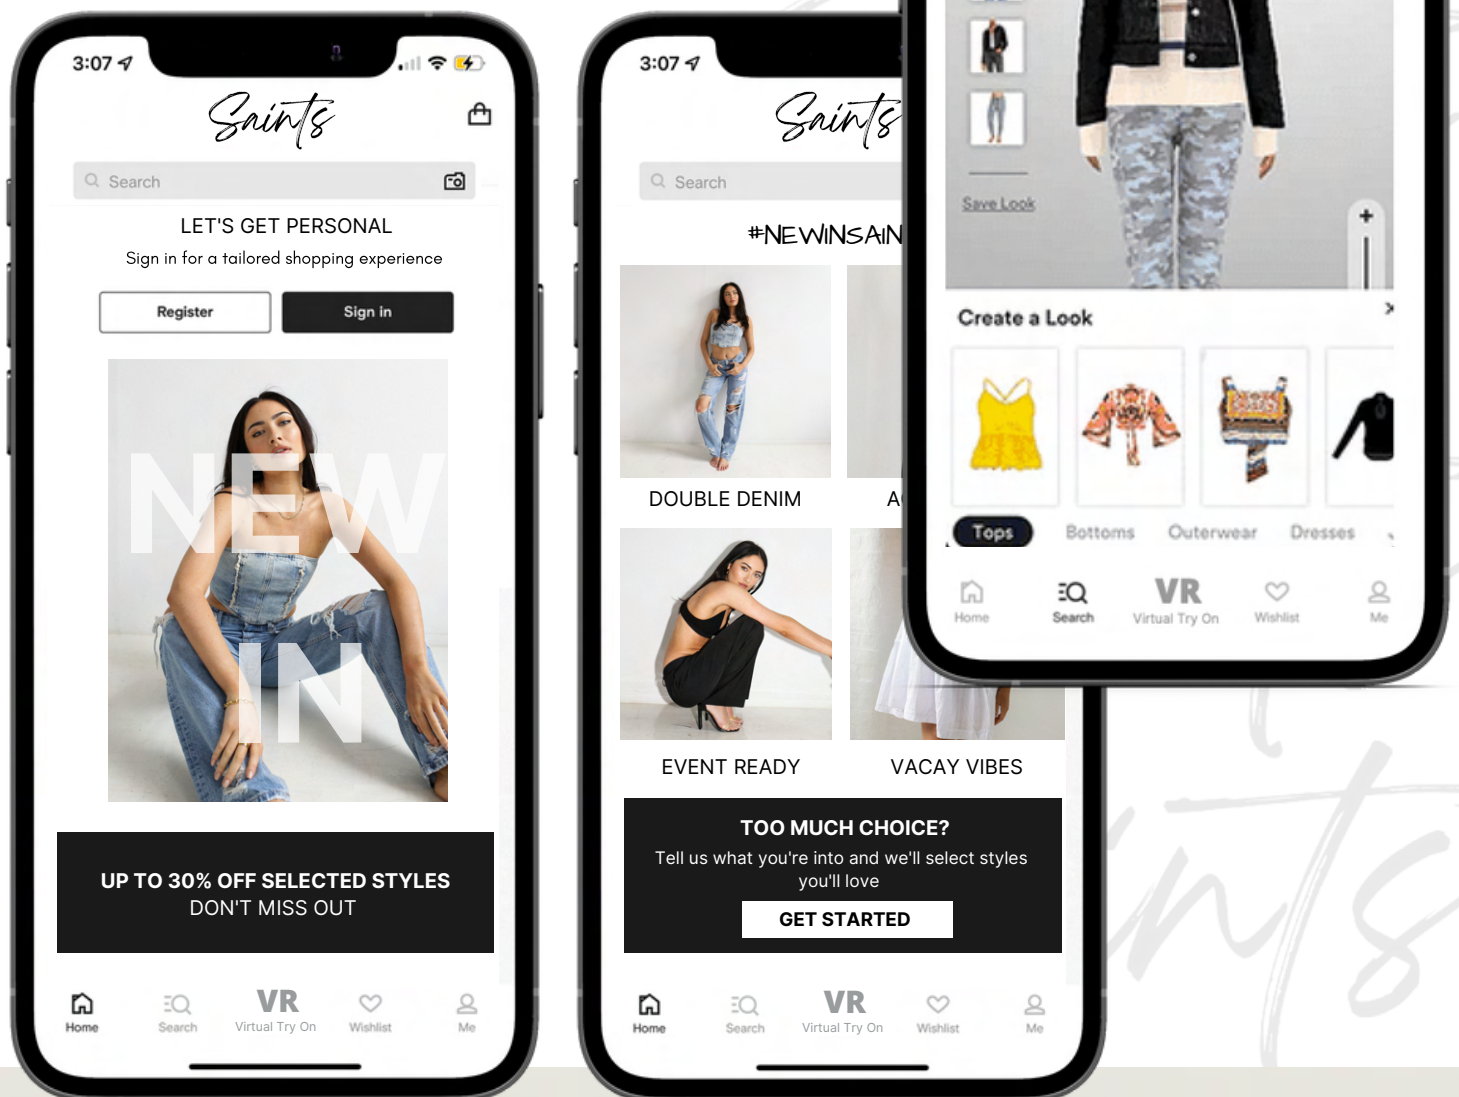 3:07
Saints
Search
LET'S GET PERSONAL
Sign in for a tailored shopping experience
Register
Sign in
NEW
IN
UP TO 30% OFF SELECTED STYLES
DON'T MISS OUT
Home
Search
VR
Virtual Try On
Wishlist
Me
3:07
Saints
Search
#NEWINSAIN
DOUBLE DENIM
EVENT READY
VACAY VIBES
TOO MUCH CHOICE?
Tell us what you're into and we'll select styles
you'll love
GET STARTED
Home
Search
VR
Virtual Try On
Wishlist
Me
Save Look
Create a Look
Tops
Bottoms
Outerwear
Dresses
Home
Search
VR
Virtual Try On
Wishlist
Me